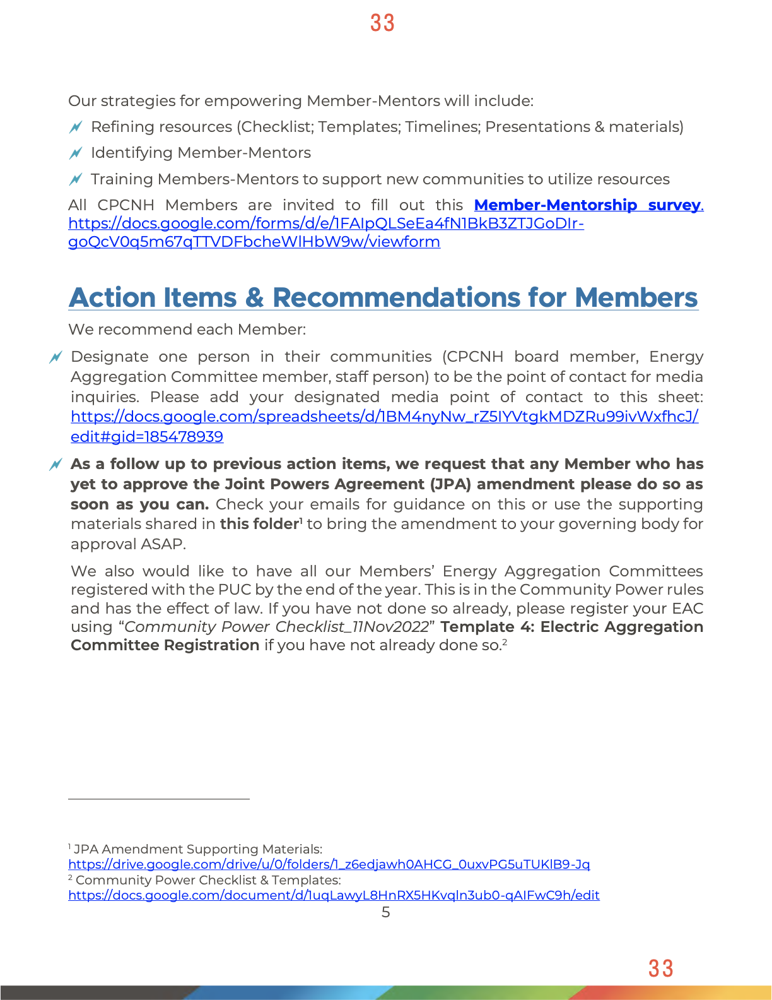 33
Our strategies for empowering Member-Mentors will include:
Refining resources (Checklist; Templates; Timelines; Presentations & materials)
Identifying Member-Mentors
Training Members-Mentors to support new communities to utilize resources
All CPCNH Members are invited to fill out this Member-Mentorship survey.
https://docs.google.com/forms/d/e/1FAIpQLSeEa4fN1BkB3ZTJGoDIr-
goQcV0q5m67qTTVDFbcheWlHbW9w/viewform
Action Items & Recommendations for Members
We recommend each Member:
Designate one person in their communities (CPCNH board member, Energy
Aggregation Committee member, staff person) to be the point of contact for media
inquiries. Please add your designated media point of contact to this sheet:
https://docs.google.com/spreadsheets/d/1BM4nyNw_rZ5IYVtgkMDZRu99ivWxfhcJ/
edit#gid=185478939
As a follow up to previous action items, we request that any Member who has
yet to approve the Joint Powers Agreement (JPA) amendment please do so as
soon as you can. Check your emails for guidance on this or use the supporting
materials shared in this folder¹ to bring the amendment to your governing body for
approval ASAP.
We also would like to have all our Members’ Energy Aggregation Committees
registered with the PUC by the end of the year. This is in the Community Power rules
and has the effect of law. If you have not done so already, please register your EAC
using “Community Power Checklist_11Nov2022” Template 4: Electric Aggregation
Committee Registration if you have not already done so.²
¹ JPA Amendment Supporting Materials:
https://drive.google.com/drive/u/0/folders/1_z6edjawh0AHCG_0uxvPG5uTUKlB9-Jq
² Community Power Checklist & Templates:
https://docs.google.com/document/d/1uqLawyL8HnRX5HKvqln3ub0-qAIFwC9h/edit
5
33